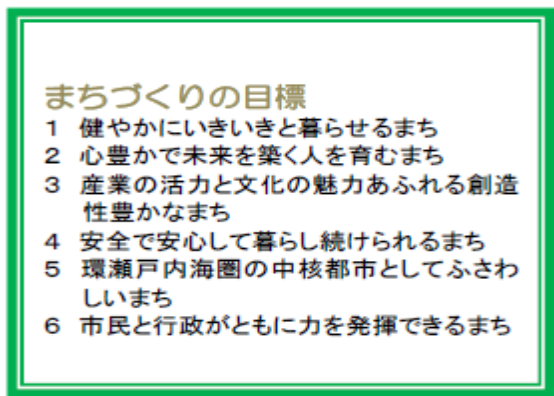 まちづくりの目標
1 健やかにいきいきと暮らせるまち
2 心豊かで未来を築く人を育むまち
3 産業の活力と文化の魅力あふれる創造
性豊かなまち
4 安全で安心して暮らし続けられるまち
5 環瀬戸内海圏の中核都市としてふさわ
しいまち
6 市民と行政がともに力を発揮できるまち